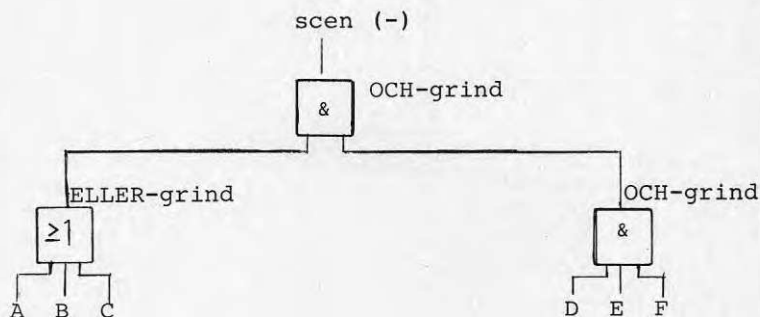 scen (-)
OCH-grind
&
ELLER-grind
OCH-grind
≥1
&
A B C
D E F